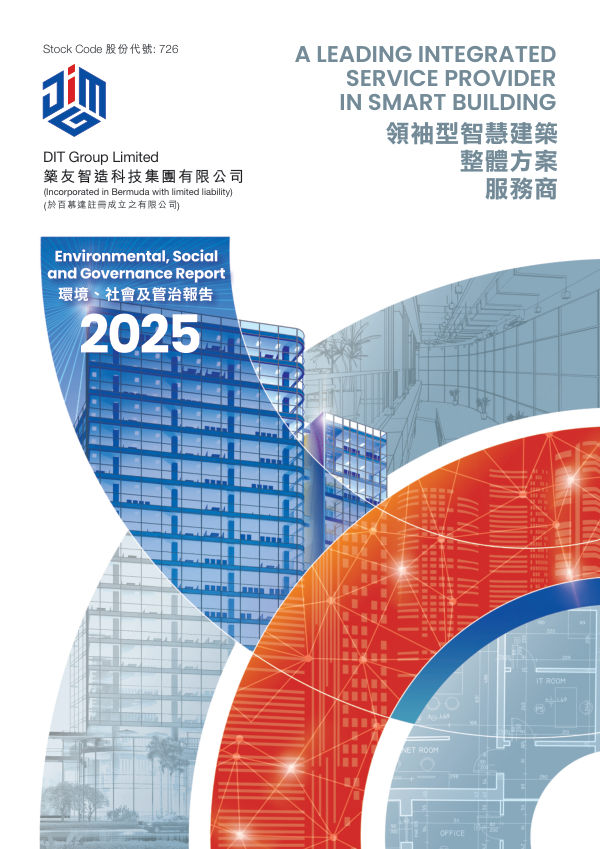 Stock Code 股份代號: 726
A LEADING INTEGRATED
SERVICE PROVIDER
IN SMART BUILDING
領袖型智慧建築
整體方案
服務商
DIMG
DIT Group Limited
築友智造科技集團有限公司
(Incorporated in Bermuda with limited liability)
(於百慕達註冊成立之有限公司)
Environmental, Social
and Governance Report
環境、社會及管治報告
2025
IT ROOM
NET ROOM
OFFICE